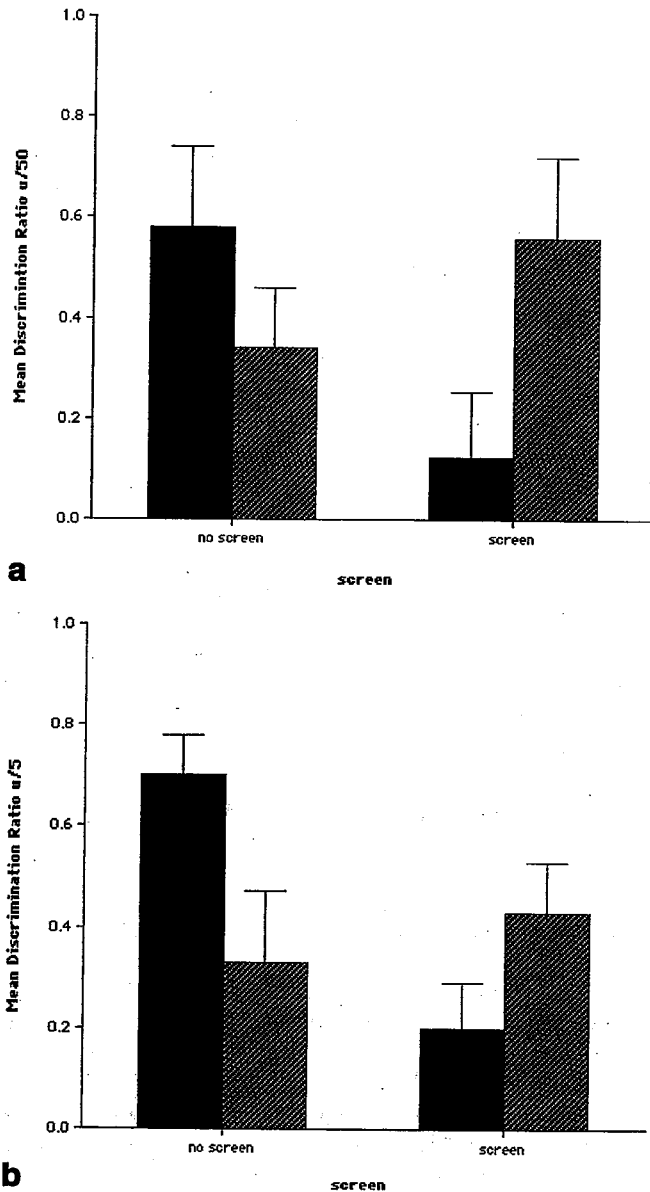 1.0
0.8
0.6
0.4
0.2
0.0
Mean Discrimintion Ratio u/50
no screen
screen
screen
a
1.0
0.8
0.6
0.4
0.2
0.0
Mean Discrimination Ratio u/5
no screen
screen
screen
b